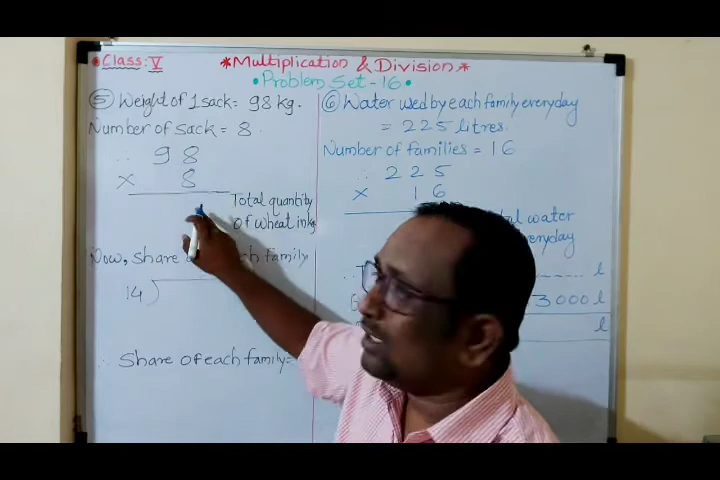 Class: V
*Multiplication & Division*
• Problem Set-16 •
⑤ Weight of 1 sack = 98 kg.
Number of sack = 8
∴ 98
× 8
Total quantity
of wheat in kg
Now, share each family
14)
∴ Share of each family =
⑥ Water used by each family everyday
= 225 litres.
Number of families = 16
∴ 225
× 16
water
everyday
∴ T ...... l
3000 l
l